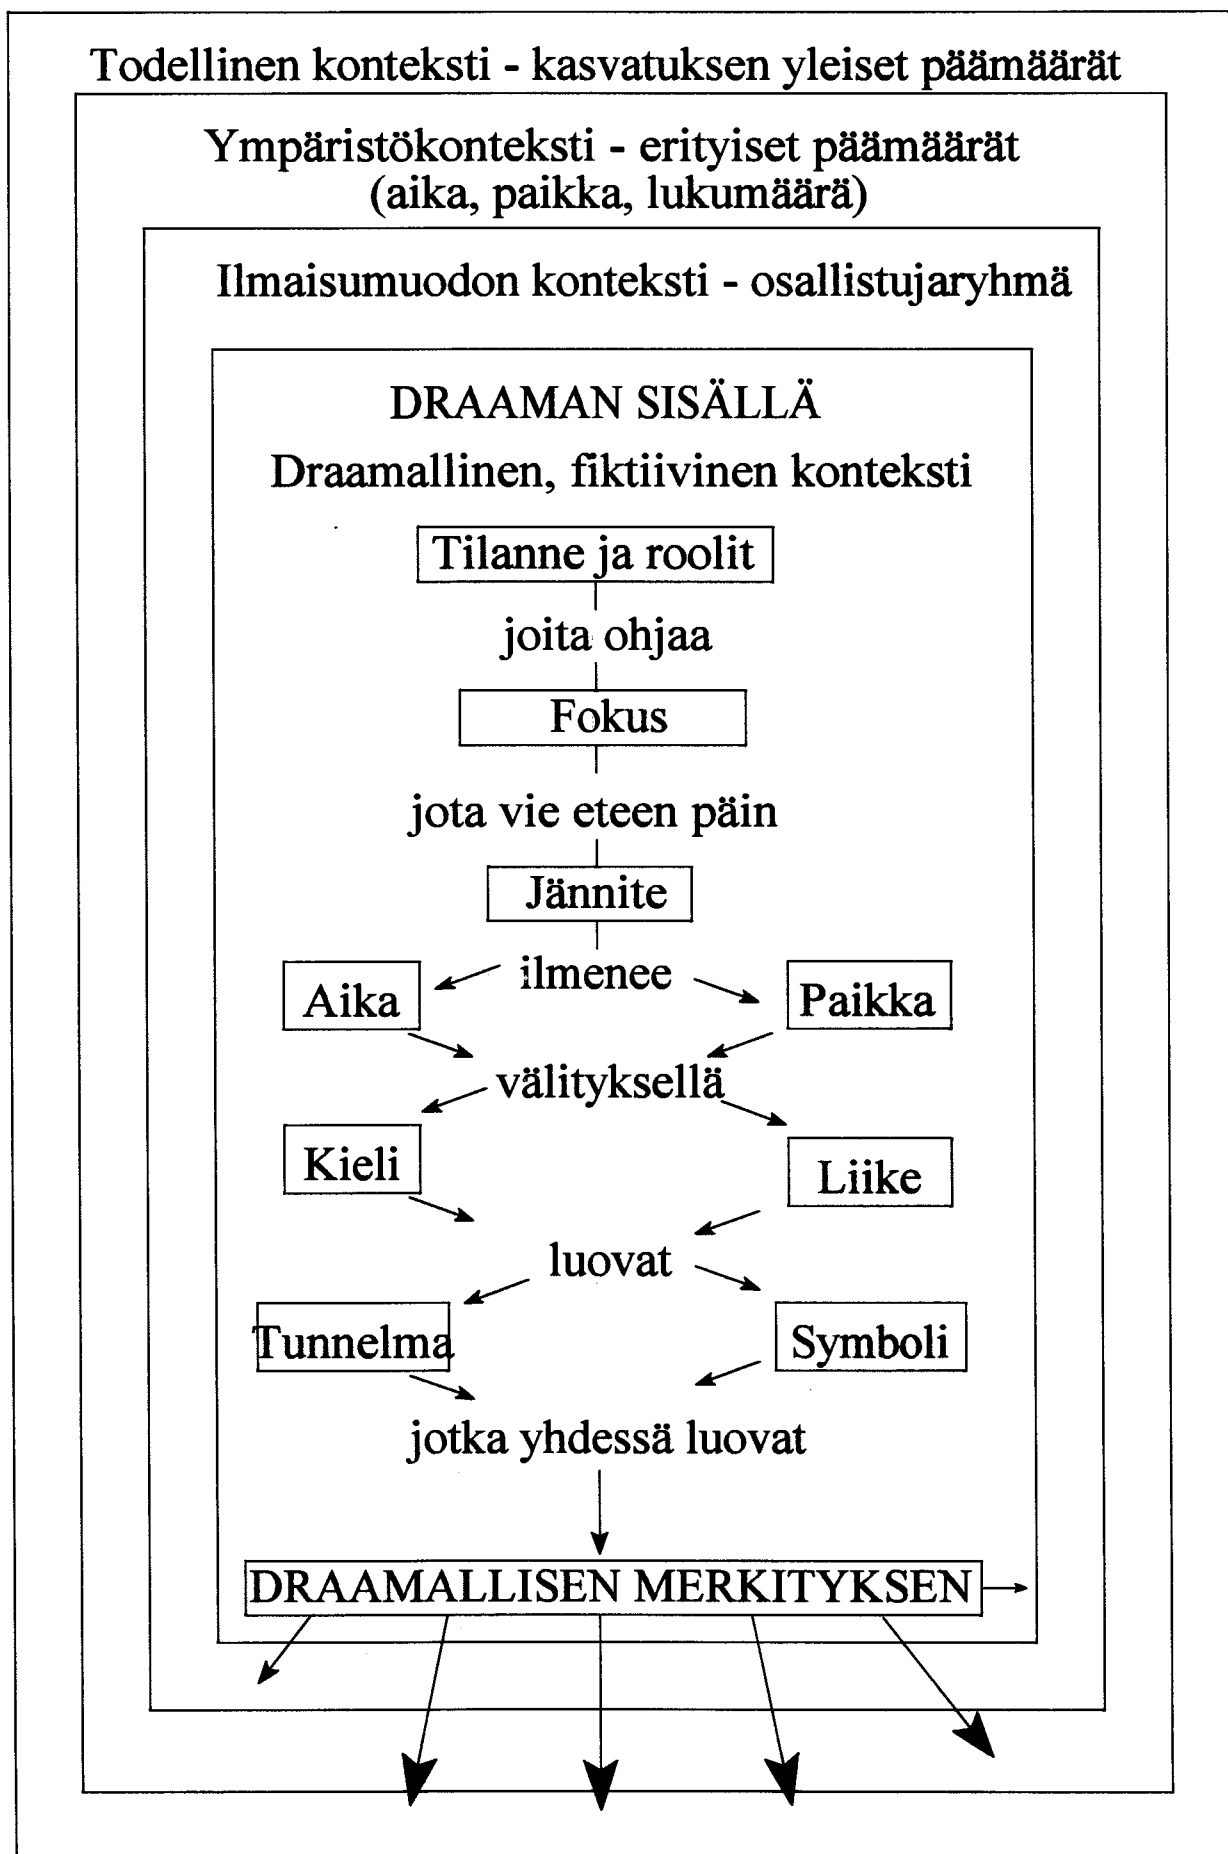 Todellinen konteksti - kasvatuksen yleiset päämäärät
Ympäristökonteksti - erityiset päämäärät
(aika, paikka, lukumäärä)
Ilmaisumuodon konteksti - osallistujaryhmä
DRAAMAN SISÄLLÄ
Draamallinen, fiktiivinen konteksti
Tilanne ja roolit
joita ohjaa
Fokus
jota vie eteen päin
Jännite
ilmenee
Aika
Paikka
välityksellä
Kieli
Liike
luovat
Tunnelma
Symboli
jotka yhdessä luovat
DRAAMALLISEN MERKITYKSEN